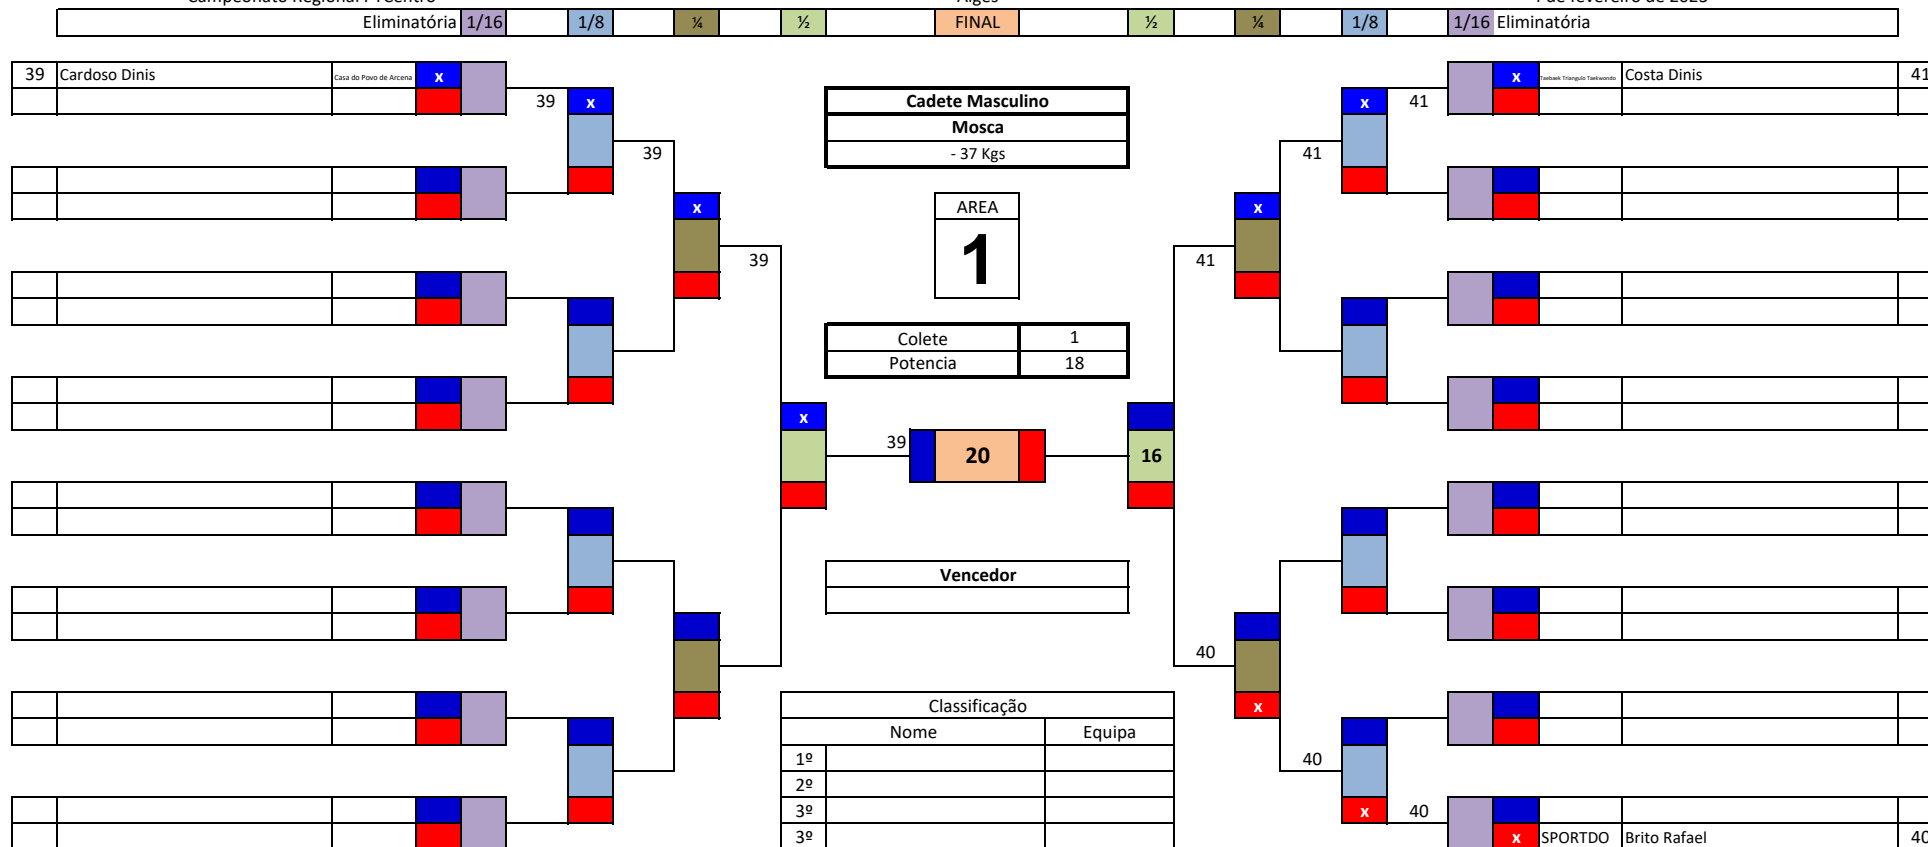 Eliminatória 1/16 1/8 ¼ ½ FINAL ½ ¼ 1/8 1/16 Eliminatória
39 Cardoso Dinis Casa do Povo de Arcena x
x Taebaek Triangulo Taekwondo Costa Dinis 41
39 x
Cadete Masculino
x 41
Mosca
39
- 37 Kgs
41
x
AREA
x
1
39
41
Colete 1
Potencia 18
x
39
20
16
Vencedor
40
Classificação
x
Nome Equipa
1º
40
2º
3º
x 40
3º
x SPORTDO Brito Rafael 40